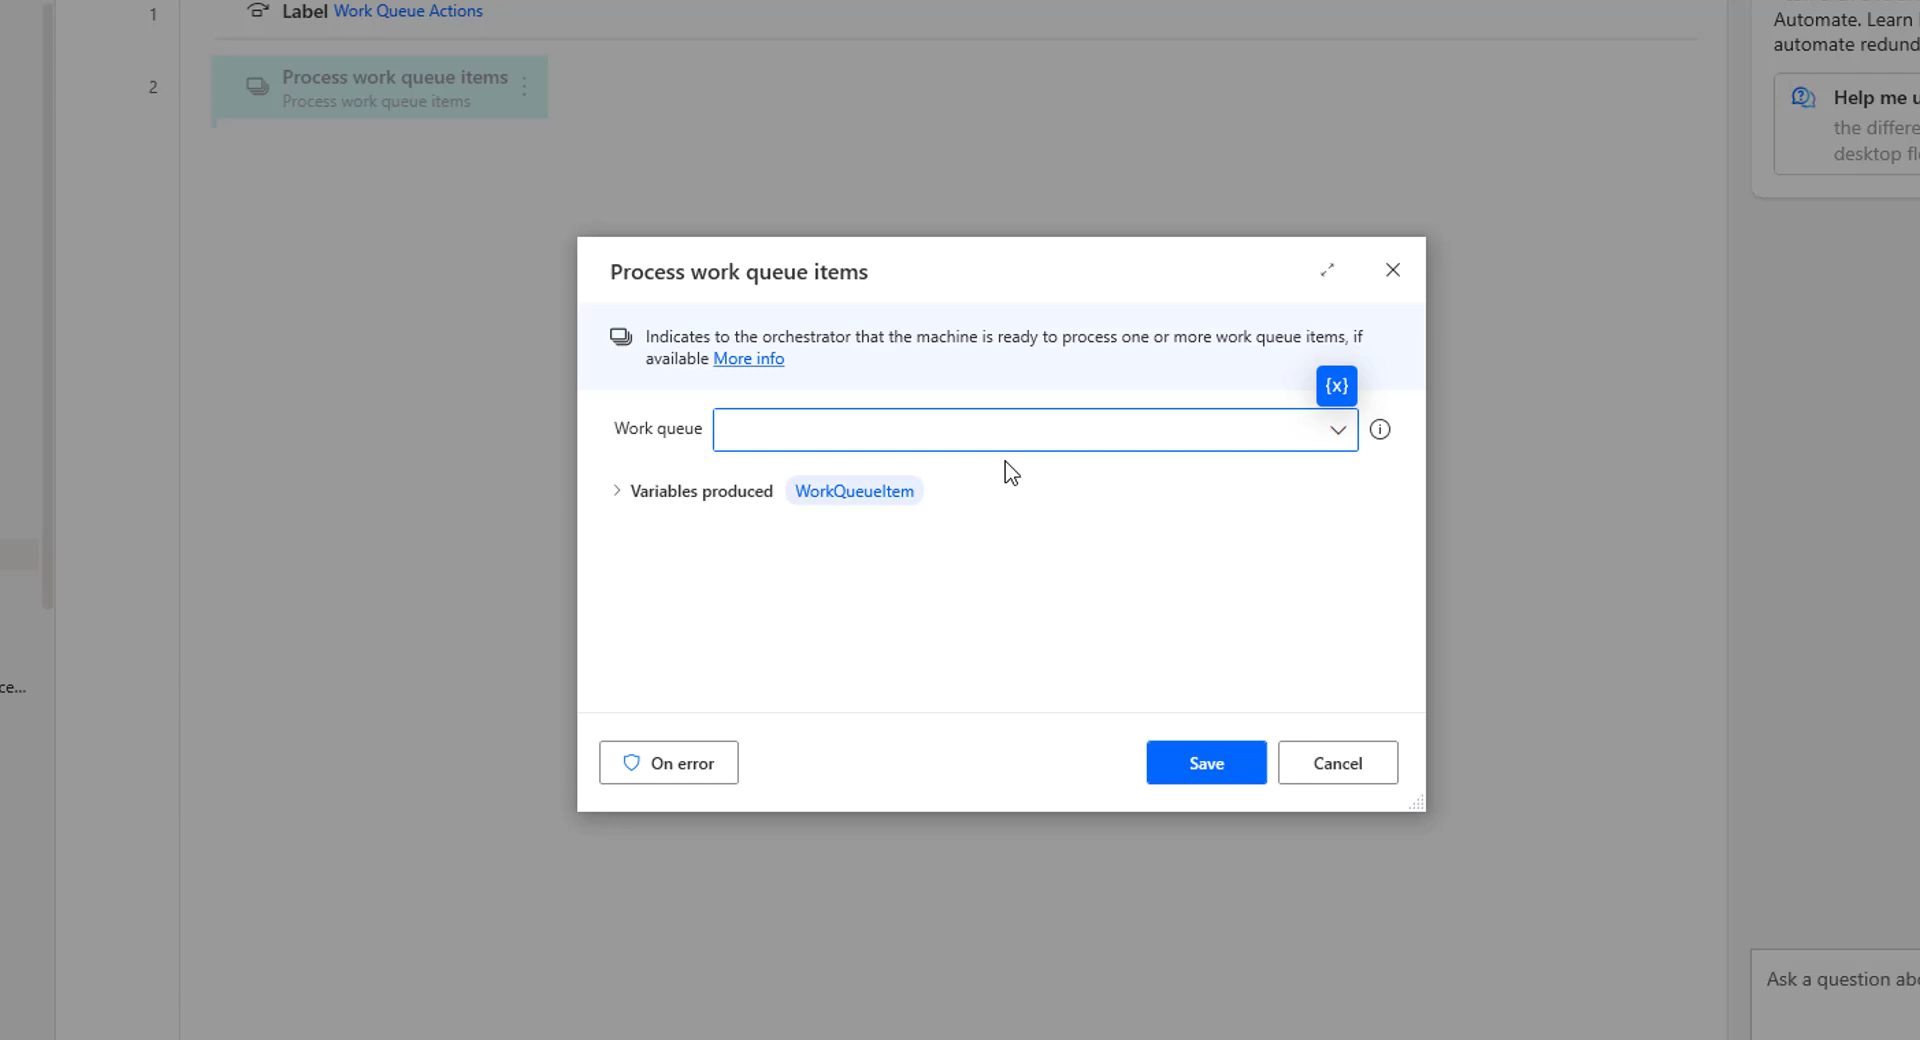 1
Label Work Queue Actions
2
Process work queue items
Process work queue items
Automate. Learn
automate redund
Help me u
the differe
desktop fl
Process work queue items
Indicates to the orchestrator that the machine is ready to process one or more work queue items, if
available More info
{x}
Work queue
Variables produced WorkQueueItem
ce...
On error
Save
Cancel
Ask a question abo